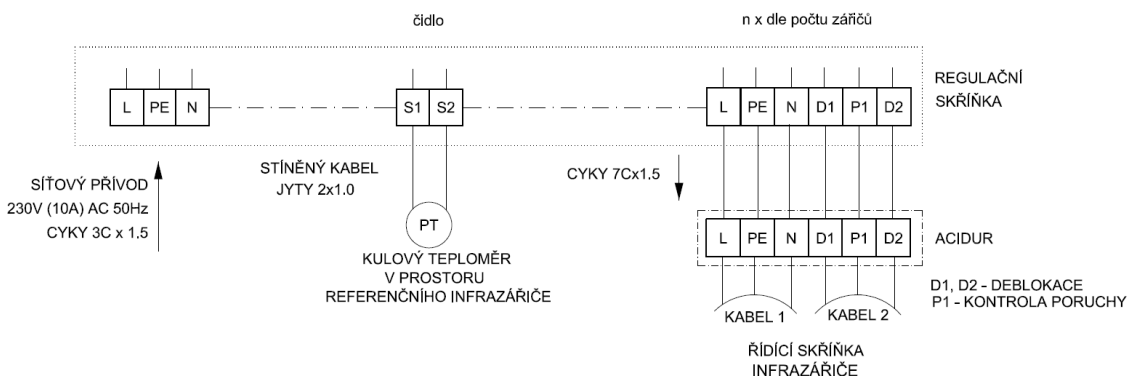 čidlo
n x dle počtu zářičů
REGULAČNÍ
SKŘÍŇKA
L PE N
S1 S2
L PE N D1 P1 D2
SÍŤOVÝ PŘÍVOD
230V (10A) AC 50Hz
CYKY 3C x 1.5
STÍNĚNÝ KABEL
JYTY 2x1.0
CYKY 7Cx1.5
PT
KULOVÝ TEPLOMĚR
V PROSTORU
REFERENČNÍHO INFRAZÁŘIČE
L PE N D1 P1 D2
ACIDUR
KABEL 1
KABEL 2
D1, D2 - DEBLOKACE
P1 - KONTROLA PORUCHY
ŘÍDÍCÍ SKŘÍŇKA
INFRAZÁŘIČE